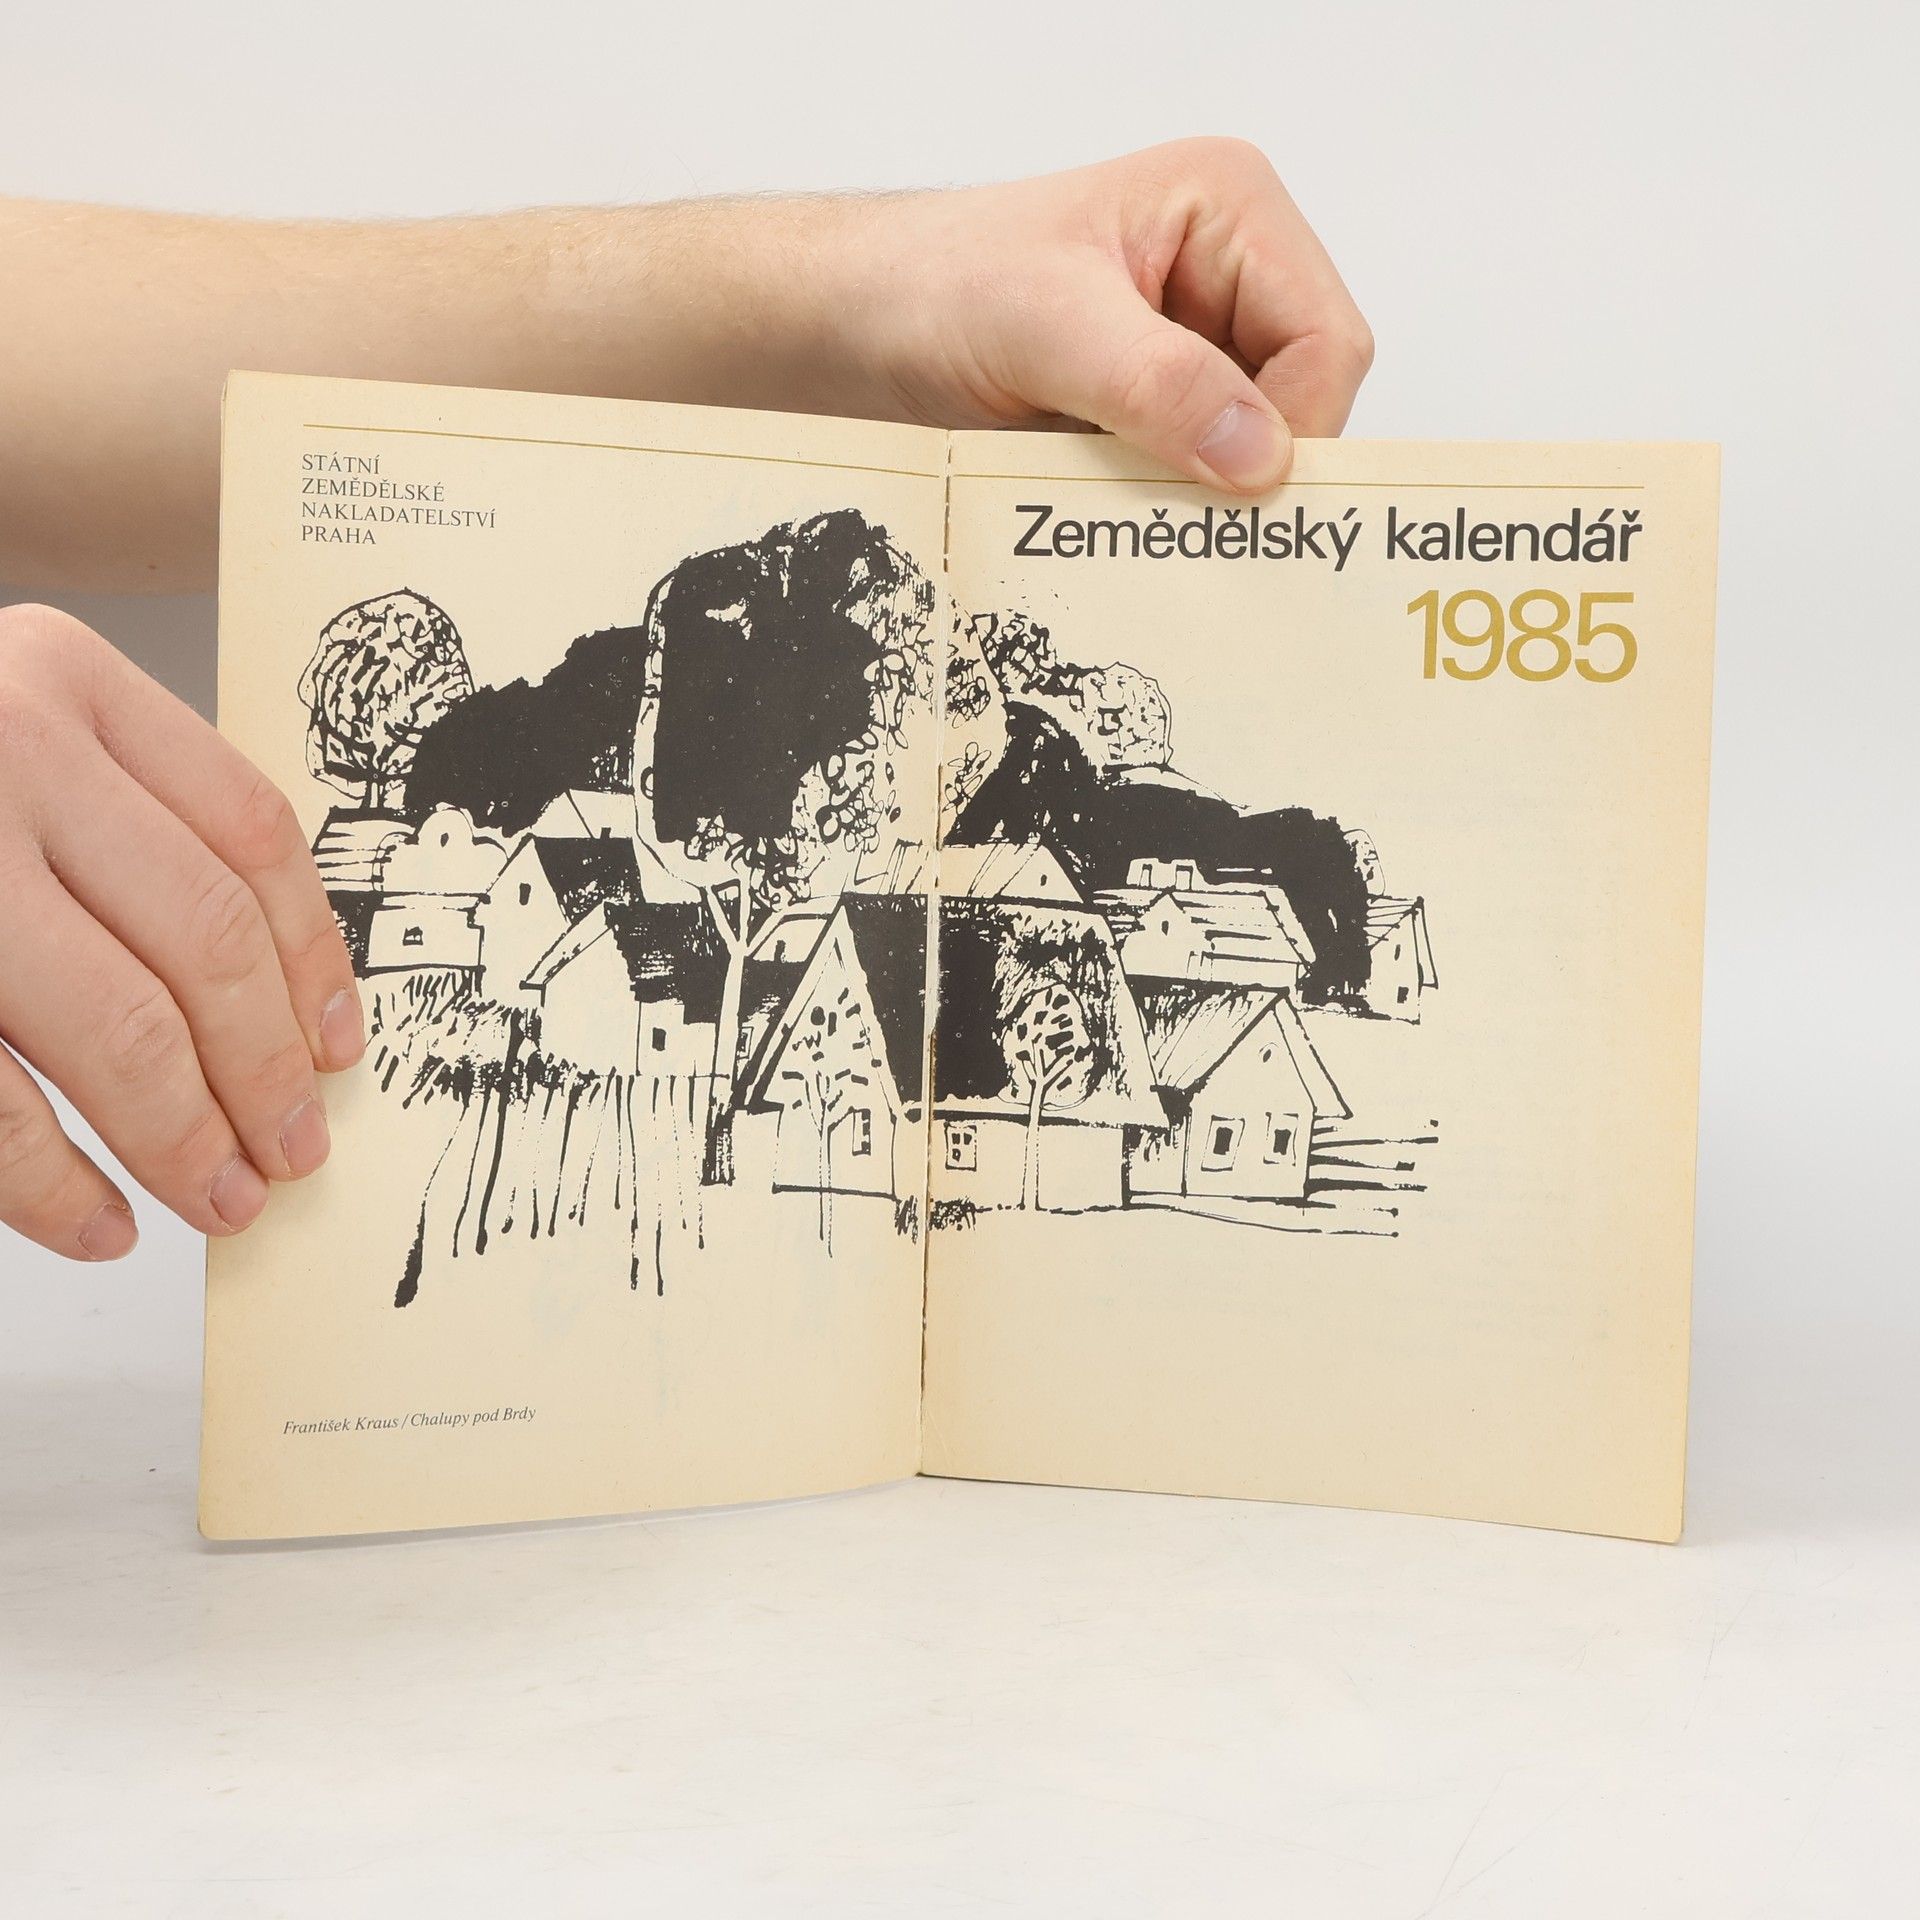 STÁTNÍ
ZEMĚDĚLSKÉ
NAKLADATELSTVÍ
PRAHA
Zemědělský kalendář
1985
František Kraus / Chalupy pod Brdy